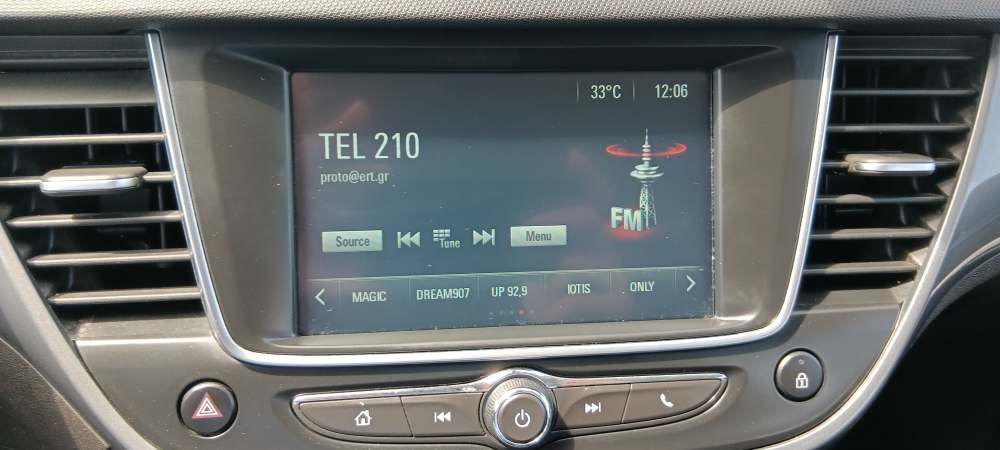 33°C 12:06
TEL 210
proto@ert.gr
FM
Source Tune Menu
MAGIC DREAM907 UP 92,9 IOTIS ONLY